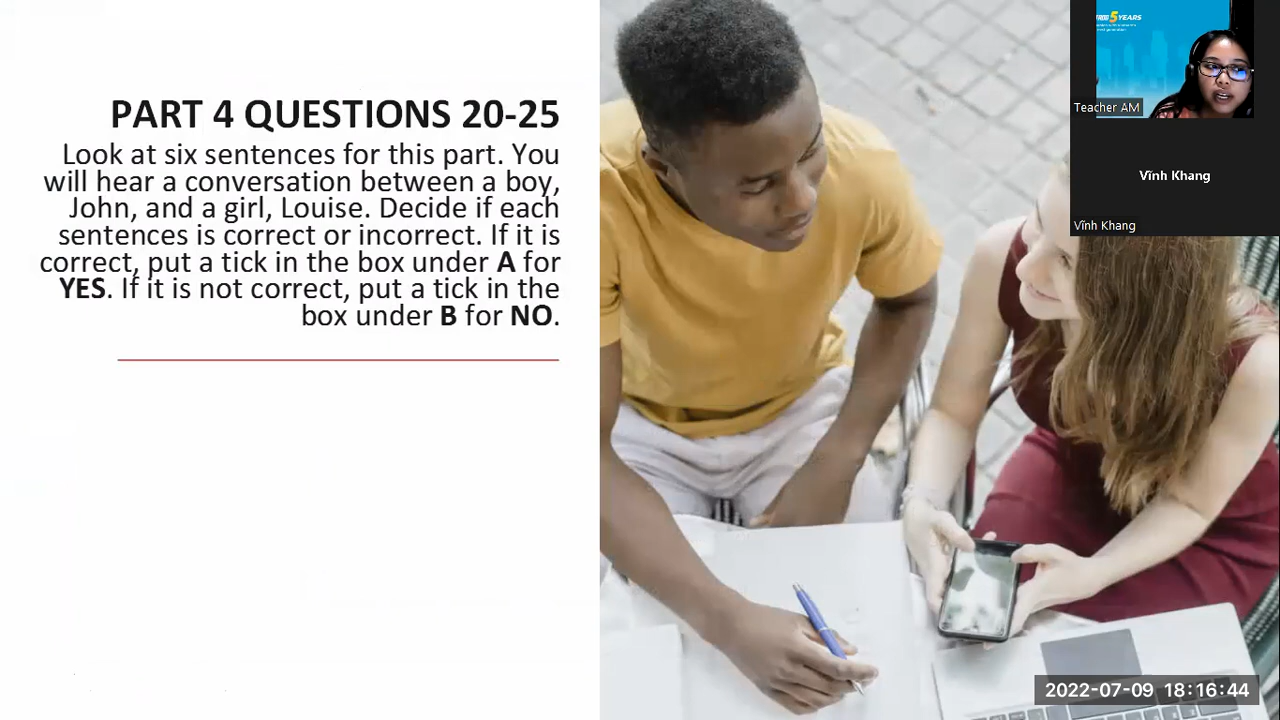 PART 4 QUESTIONS 20-25
Look at six sentences for this part. You
will hear a conversation between a boy,
John, and a girl, Louise. Decide if each
sentences is correct or incorrect. If it is
correct, put a tick in the box under A for
YES. If it is not correct, put a tick in the
box under B for NO.
5 YEARS
Teacher AM
Vĩnh Khang
Vĩnh Khang
2022-07-09 18:16:44